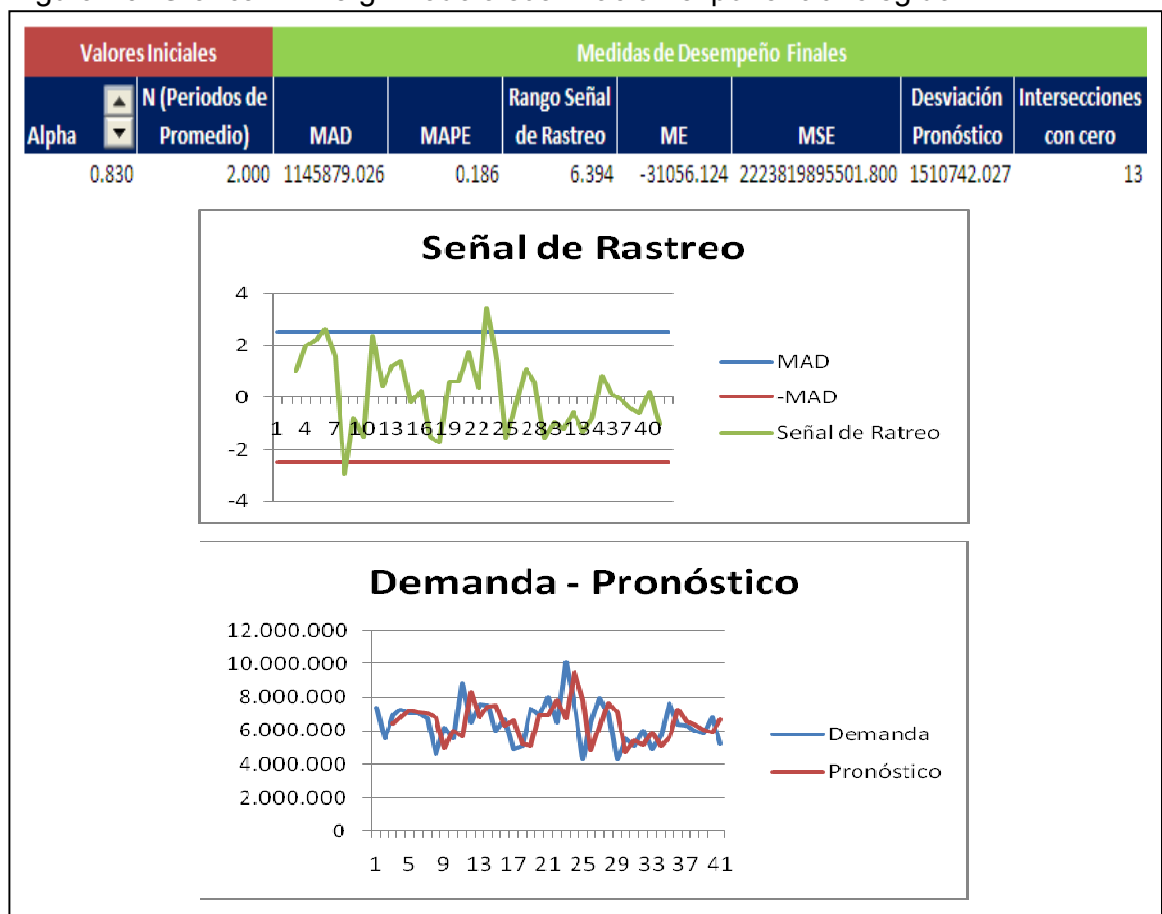 Valores Iniciales Medidas de Desempeño Finales
Alpha N (Periodos de Promedio) MAD MAPE Rango Señal de Rastreo ME MSE Desviación Pronóstico Intersecciones con cero
0.830 2.000 1145879.026 0.186 6.394 -31056.124 2223819895501.800 1510742.027 13
Señal de Rastreo
4
2
0
-2
-4
1 4 7 10 13 16 19 22 25 28 31 34 37 40
MAD
-MAD
Señal de Ratreo
Demanda - Pronóstico
12.000.000
10.000.000
8.000.000
6.000.000
4.000.000
2.000.000
0
1 5 9 13 17 21 25 29 33 37 41
Demanda
Pronóstico